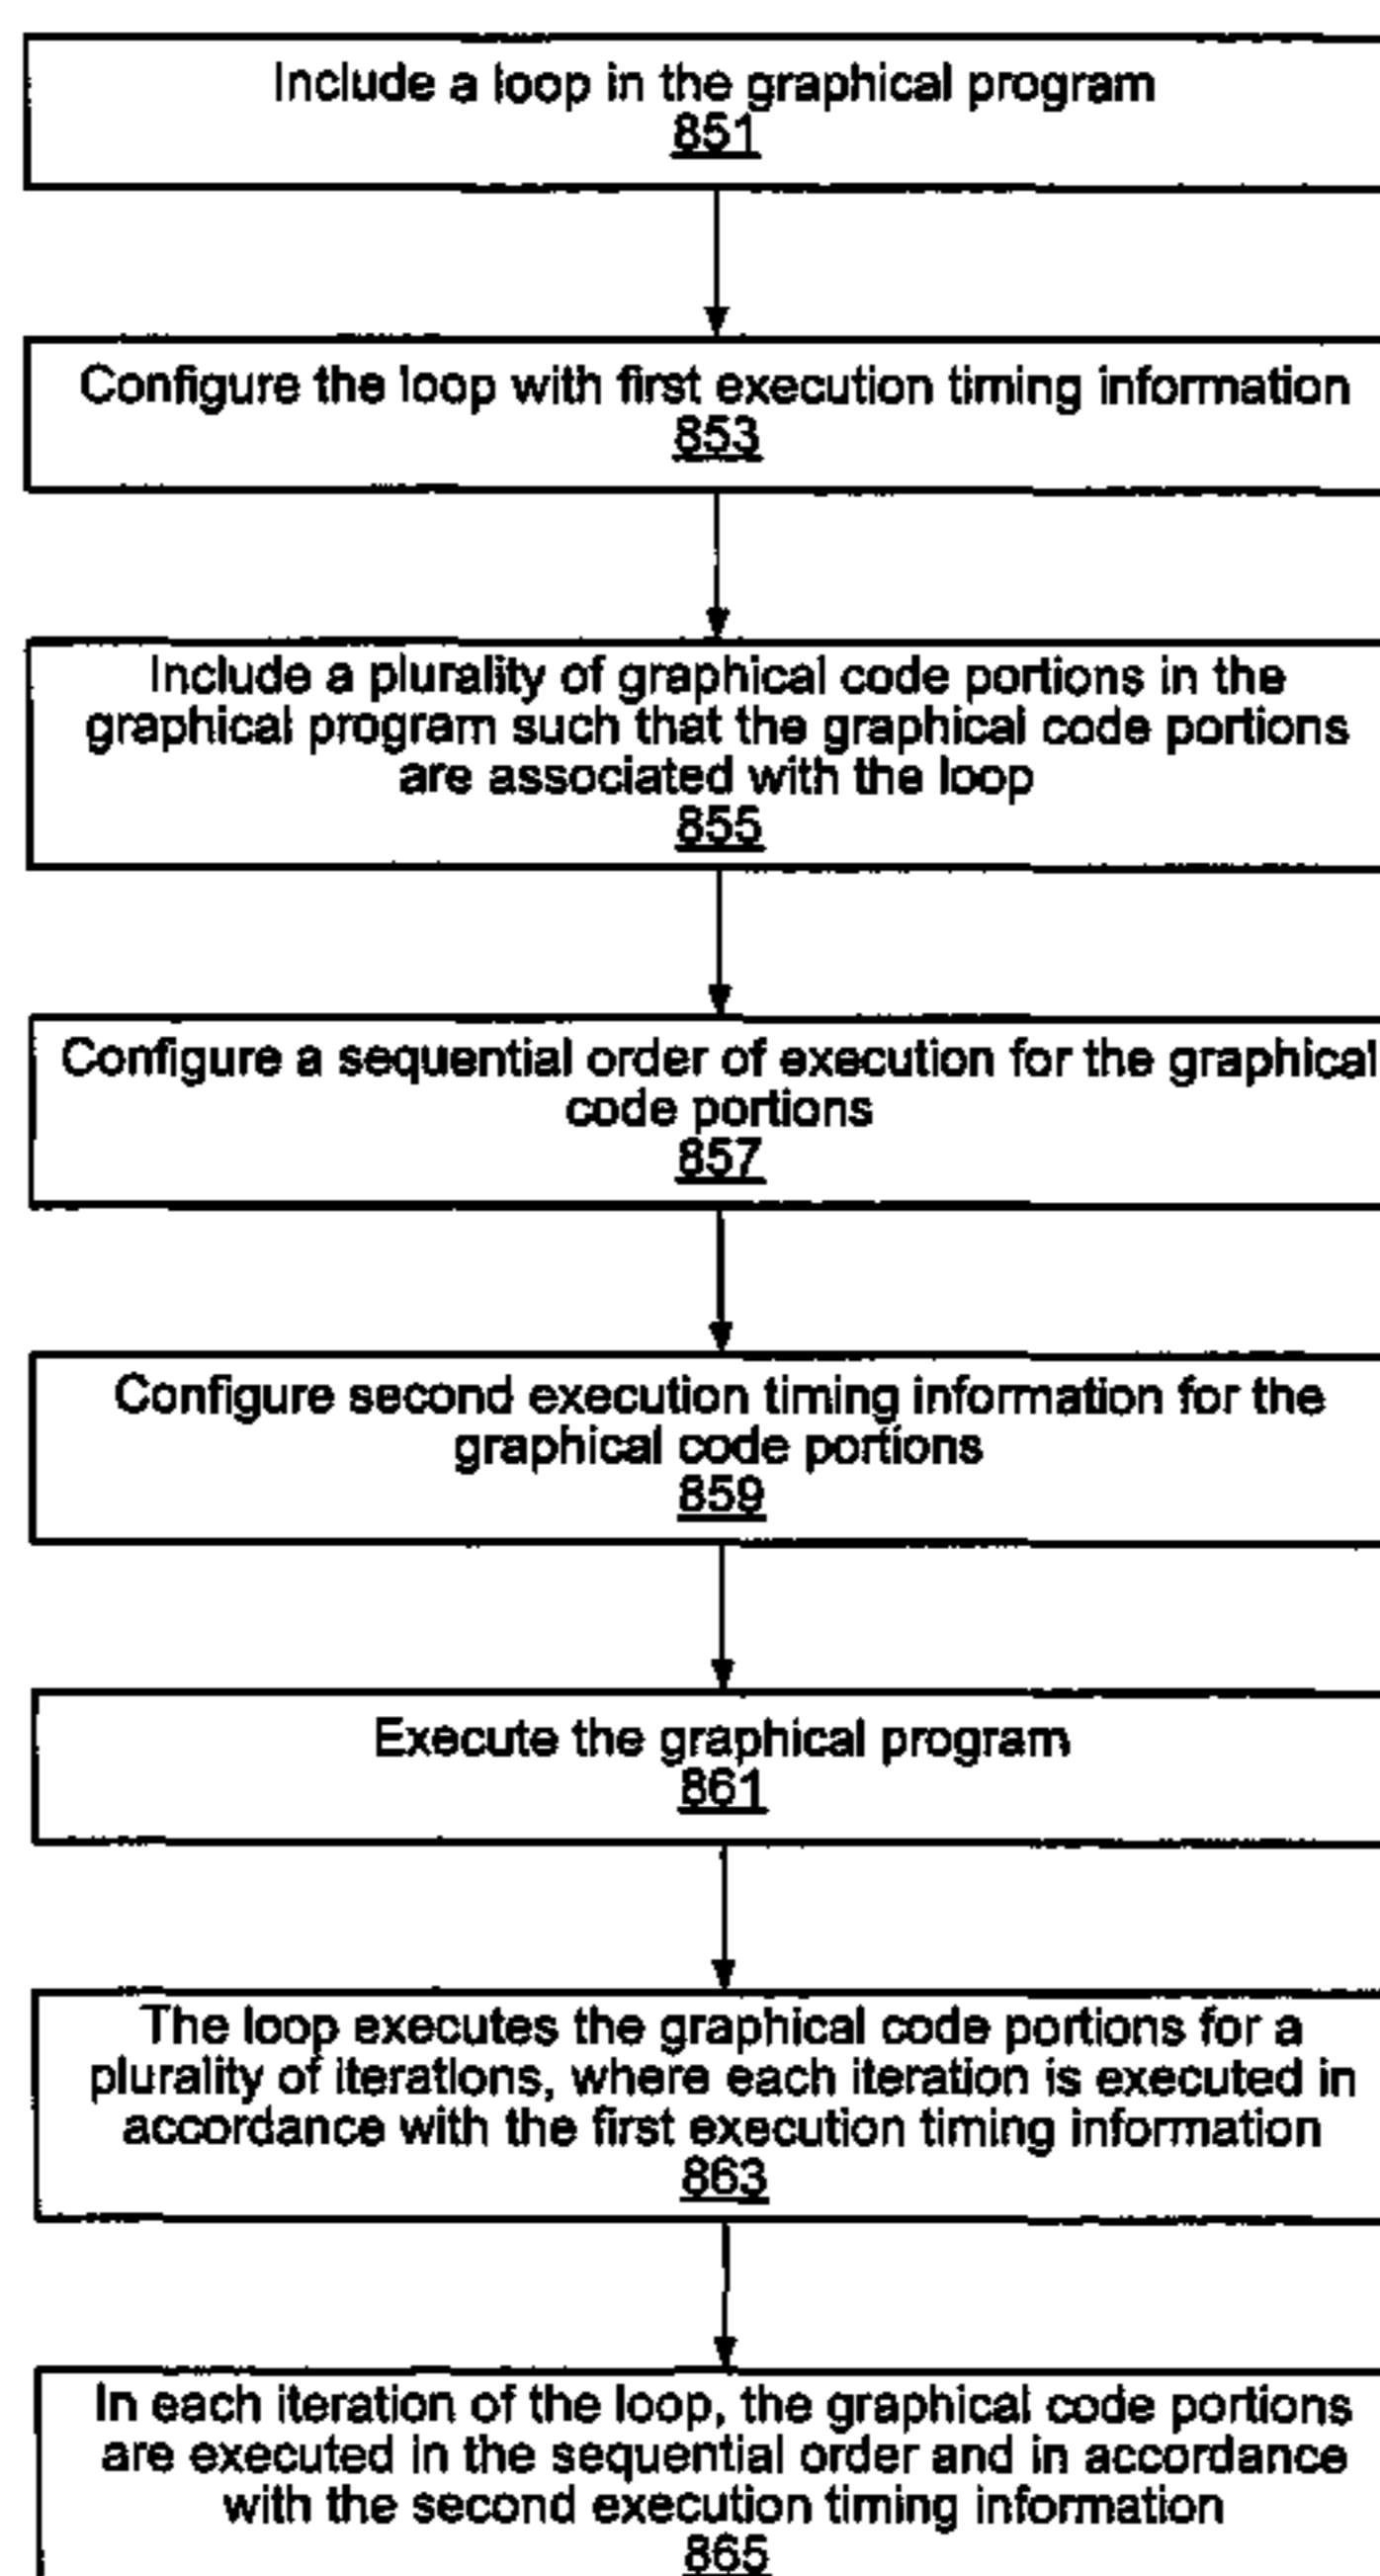 Include a loop in the graphical program
851
Configure the loop with first execution timing information
853
Include a plurality of graphical code portions in the
graphical program such that the graphical code portions
are associated with the loop
855
Configure a sequential order of execution for the graphical
code portions
857
Configure second execution timing information for the
graphical code portions
859
Execute the graphical program
861
The loop executes the graphical code portions for a
plurality of iterations, where each iteration is executed in
accordance with the first execution timing information
863
In each iteration of the loop, the graphical code portions
are executed in the sequential order and in accordance
with the second execution timing information
865